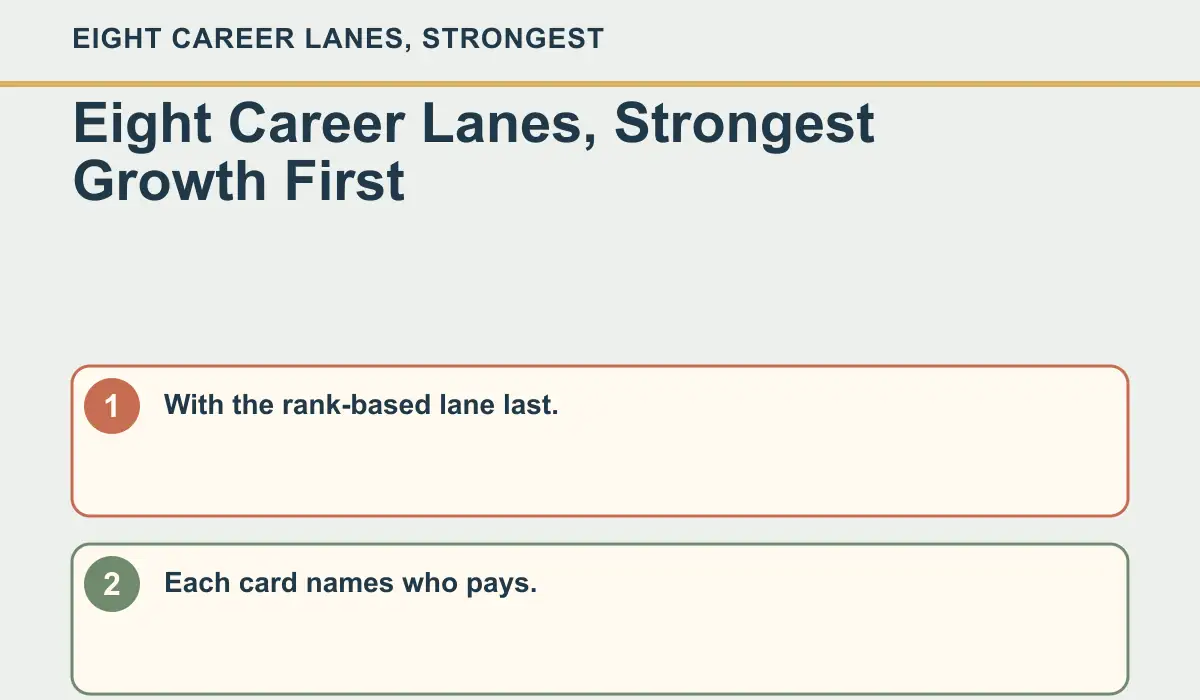 EIGHT CAREER LANES, STRONGEST
Eight Career Lanes, Strongest
Growth First
1
With the rank-based lane last.
2
Each card names who pays.